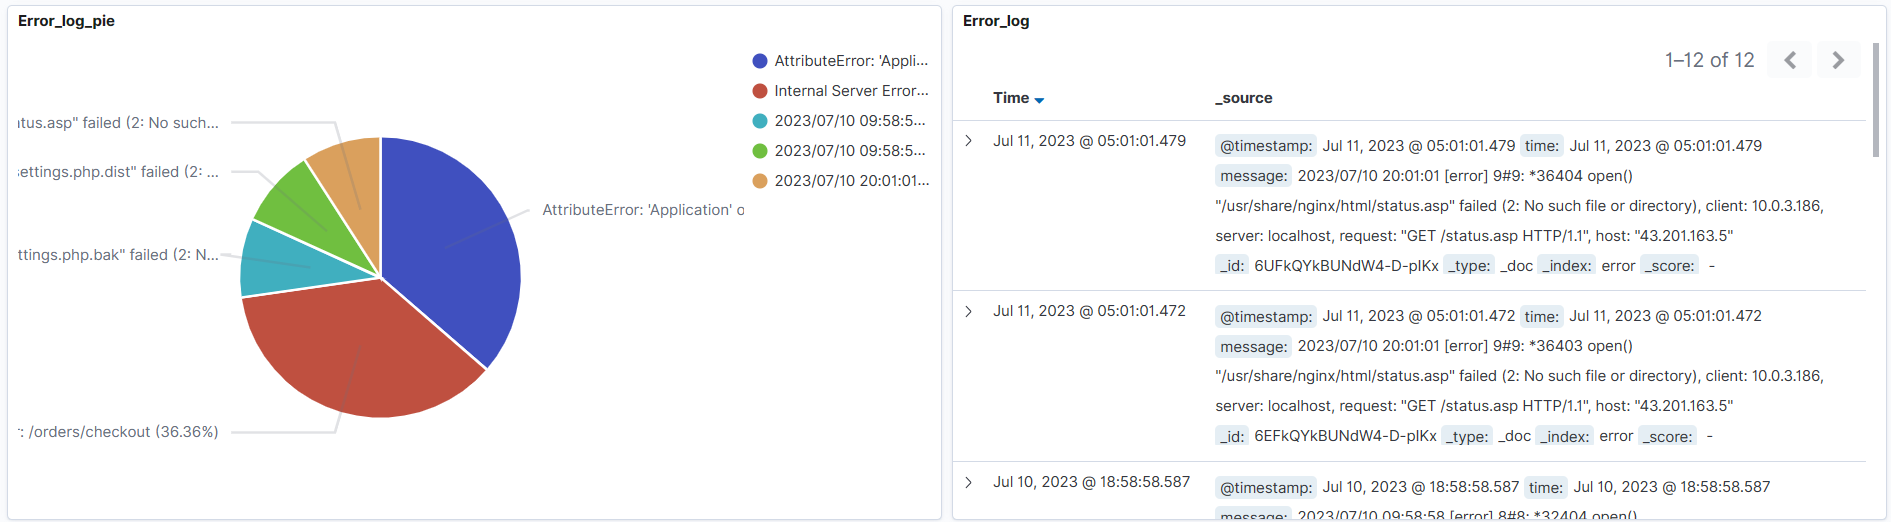 Error_log_pie
AttributeError: 'Appli...
Internal Server Error...
2023/07/10 09:58:5...
2023/07/10 09:58:5...
2023/07/10 20:01:01...
atus.asp" failed (2: No such...
settings.php.dist" failed (2: ...
ttings.php.bak" failed (2: N...
r: /orders/checkout (36.36%)
AttributeError: 'Application' o
Error_log
1–12 of 12
Time _source
Jul 11, 2023 @ 05:01:01.479 @timestamp: Jul 11, 2023 @ 05:01:01.479 time: Jul 11, 2023 @ 05:01:01.479
message: 2023/07/10 20:01:01 [error] 9#9: *36404 open()
"/usr/share/nginx/html/status.asp" failed (2: No such file or directory), client: 10.0.3.186,
server: localhost, request: "GET /status.asp HTTP/1.1", host: "43.201.163.5"
_id: 6UFkQYkBUNdW4-D-pIKx _type: _doc _index: error _score: -
Jul 11, 2023 @ 05:01:01.472 @timestamp: Jul 11, 2023 @ 05:01:01.472 time: Jul 11, 2023 @ 05:01:01.472
message: 2023/07/10 20:01:01 [error] 9#9: *36403 open()
"/usr/share/nginx/html/status.asp" failed (2: No such file or directory), client: 10.0.3.186,
server: localhost, request: "GET /status.asp HTTP/1.1", host: "43.201.163.5"
_id: 6EFkQYkBUNdW4-D-pIKx _type: _doc _index: error _score: -
Jul 10, 2023 @ 18:58:58.587 @timestamp: Jul 10, 2023 @ 18:58:58.587 time: Jul 10, 2023 @ 18:58:58.587
message: 2023/07/10 09:58:58 [error] 8#8: *32404 open()